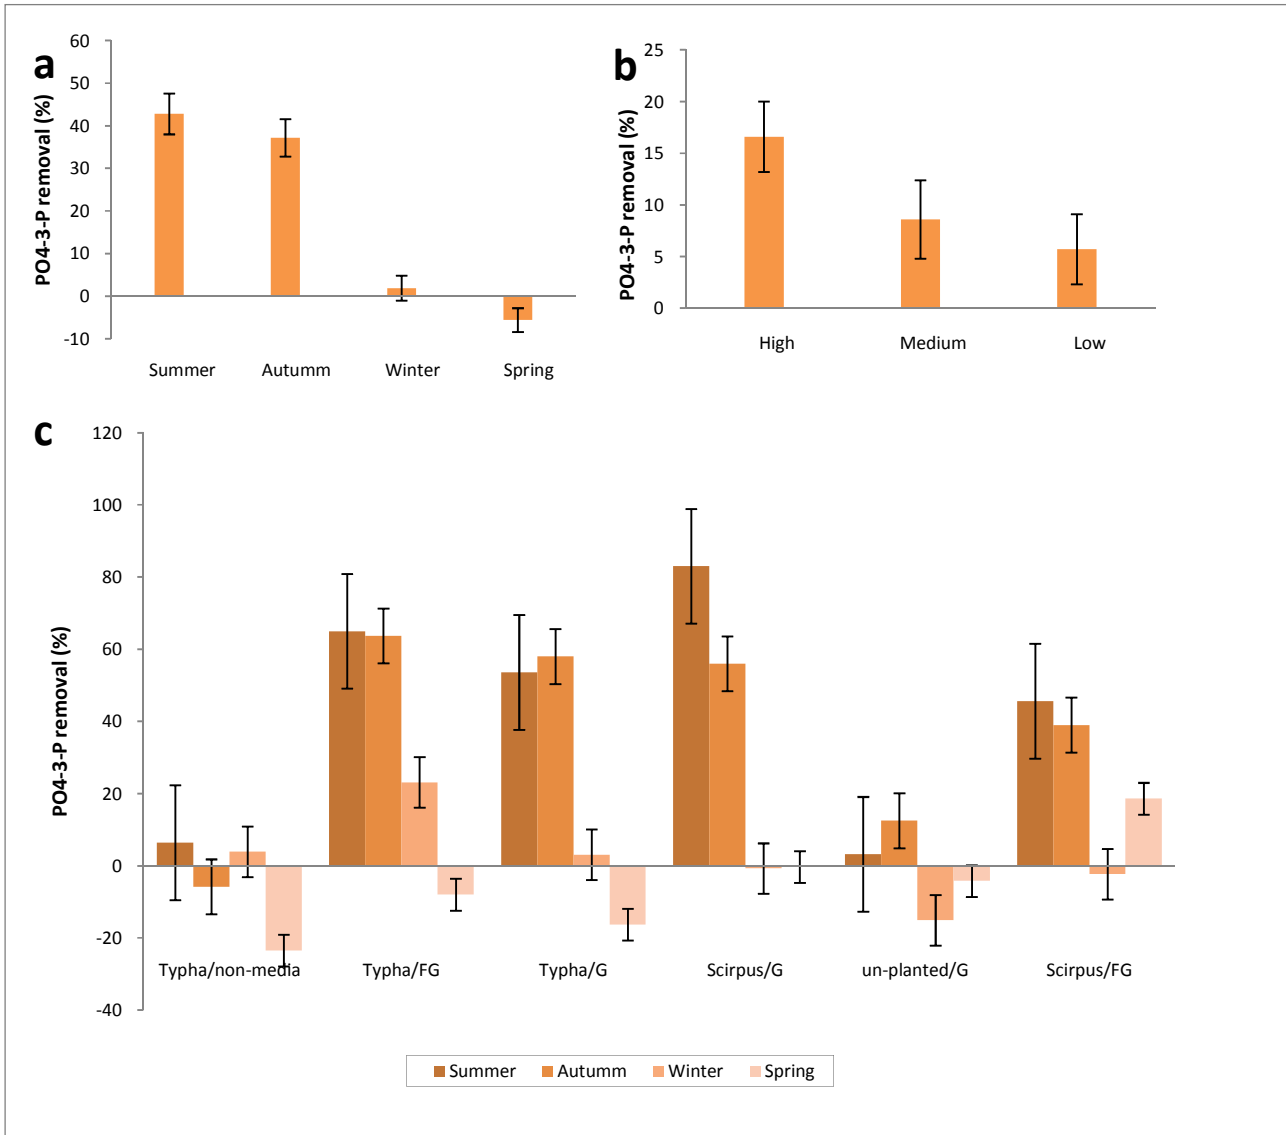 a
PO4-3-P removal (%)
60
50
40
30
20
10
0
-10
Summer Autumm Winter Spring
b
PO4-3-P removal (%)
25
20
15
10
5
0
High Medium Low
c
PO4-3-P removal (%)
120
100
80
60
40
20
0
-20
-40
Typha/non-media Typha/FG Typha/G Scirpus/G un-planted/G Scirpus/FG
Summer Autumm Winter Spring